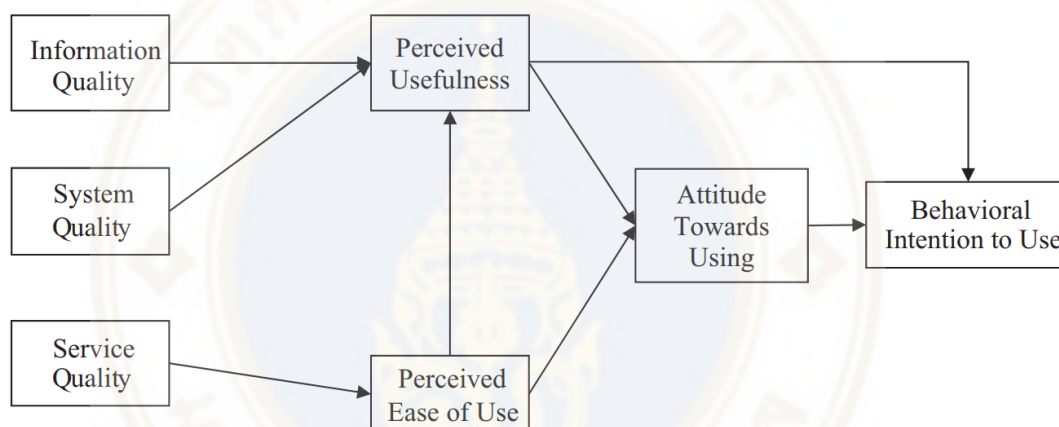 Information
Quality
Perceived
Usefulness
System
Quality
Attitude
Towards
Using
Behavioral
Intention to Use
Service
Quality
Perceived
Ease of Use